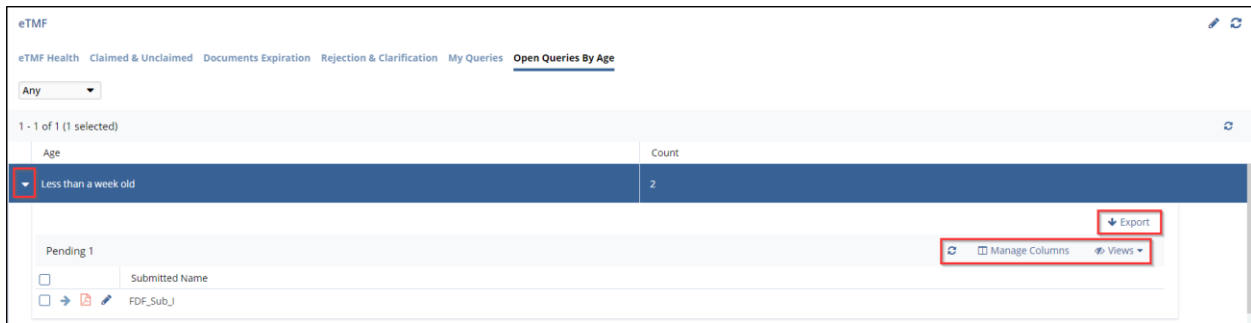 eTMF
eTMF Health Claimed & Unclaimed Documents Expiration Rejection & Clarification My Queries Open Queries By Age
Any
1 - 1 of 1 (1 selected)
Age Count
Less than a week old 2
Export
Pending 1 Manage Columns Views
Submitted Name
FDF_Sub_I